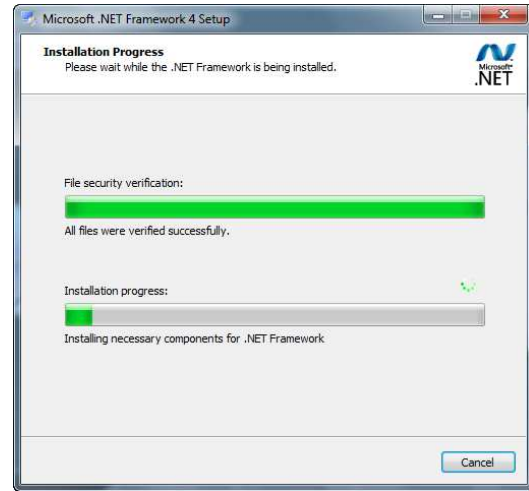 Microsoft .NET Framework 4 Setup
Installation Progress
Please wait while the .NET Framework is being installed.
Microsoft
.NET
File security verification:
All files were verified successfully.
Installation progress:
Installing necessary components for .NET Framework
Cancel